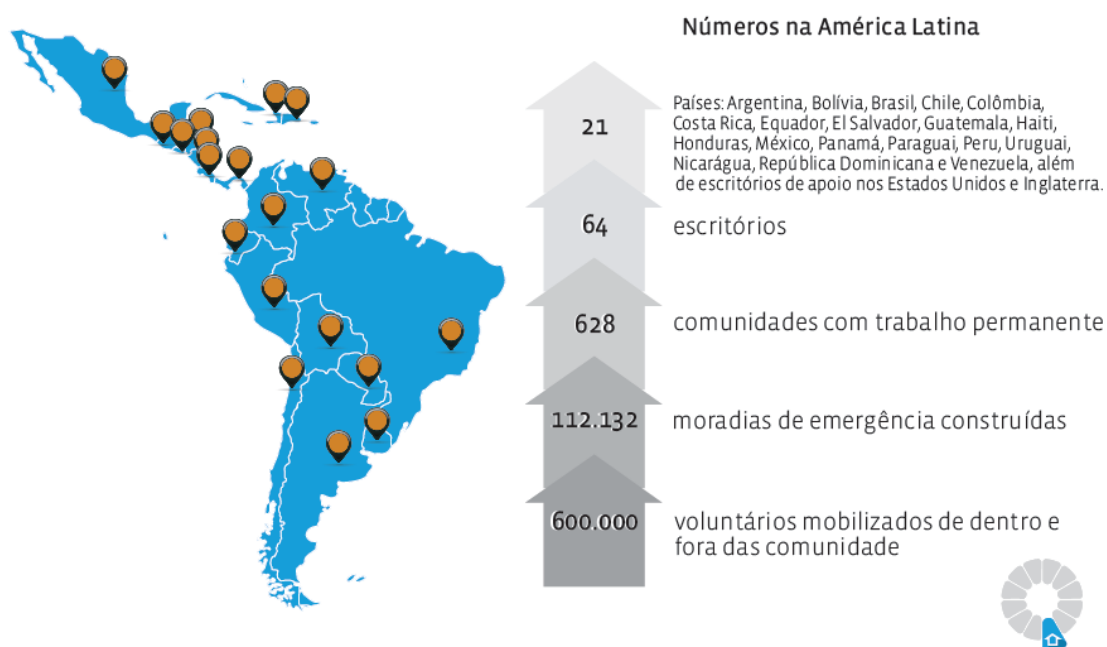 Números na América Latina
21
Países: Argentina, Bolívia, Brasil, Chile, Colômbia,
Costa Rica, Equador, El Salvador, Guatemala, Haiti,
Honduras, México, Panamá, Paraguai, Peru, Uruguai,
Nicarágua, República Dominicana e Venezuela, além
de escritórios de apoio nos Estados Unidos e Inglaterra.
64
escritórios
628
comunidades com trabalho permanente
112.132
moradias de emergência construídas
600.000
voluntários mobilizados de dentro e
fora das comunidade